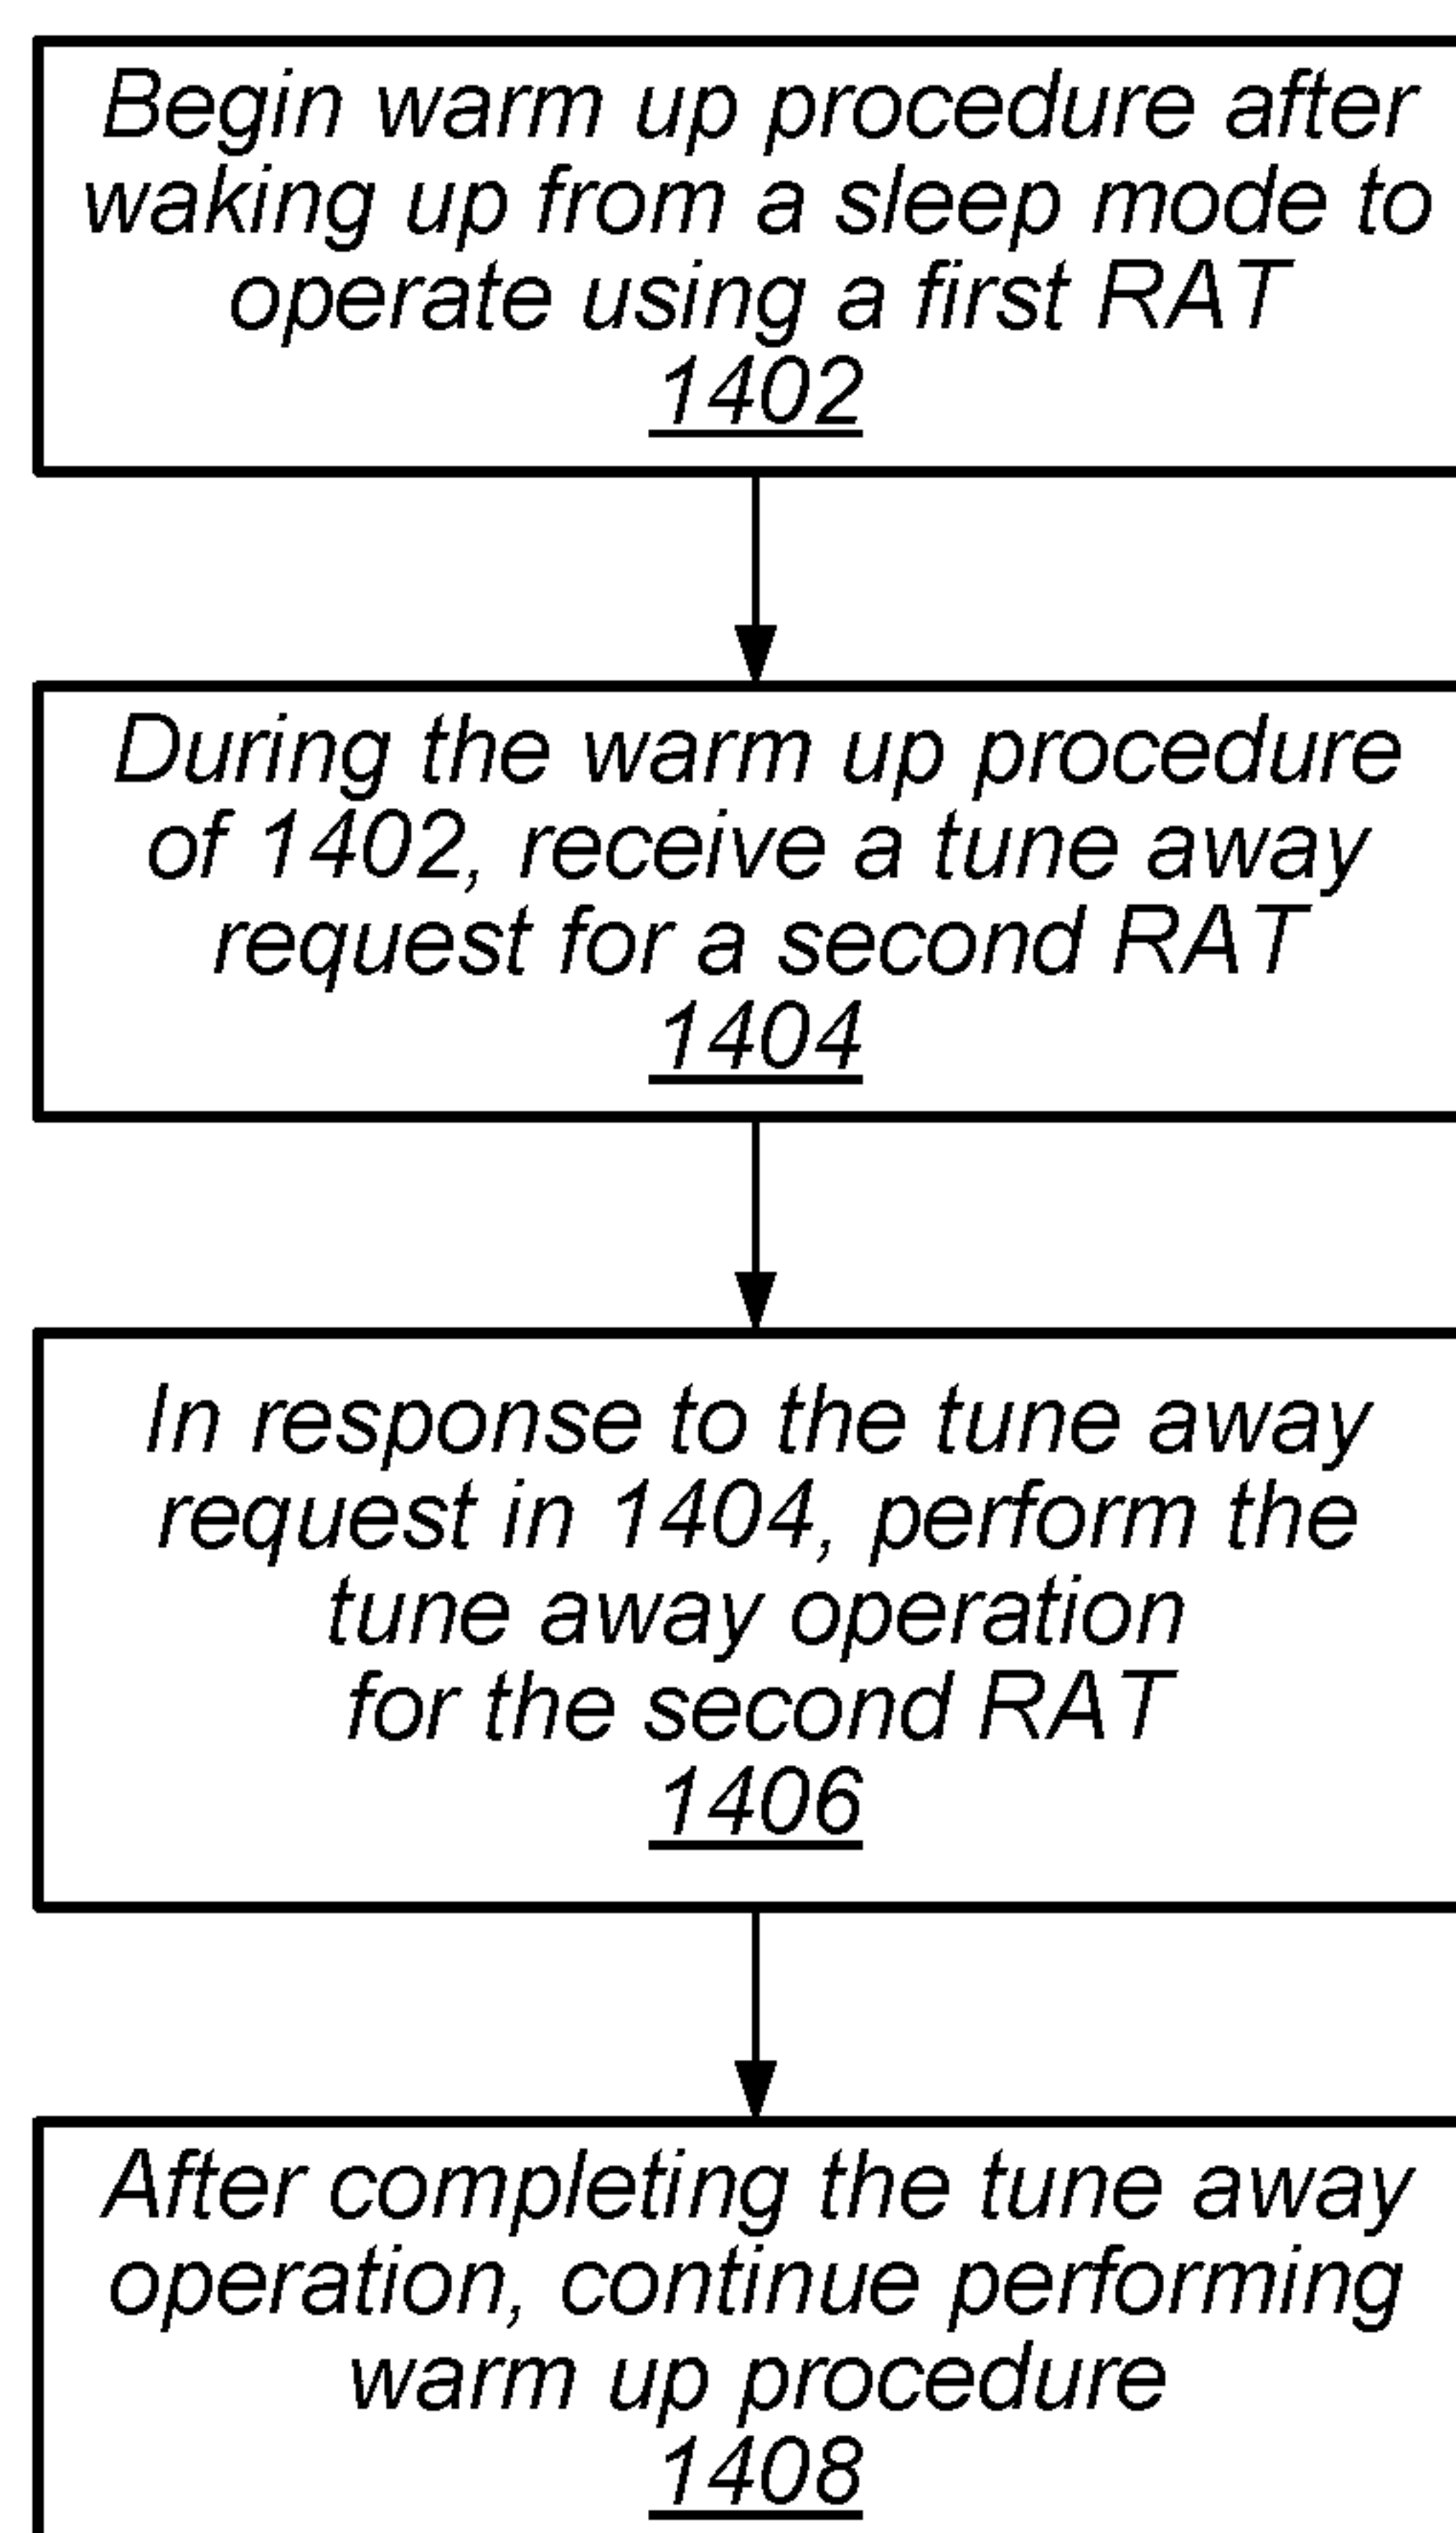 Begin warm up procedure after
waking up from a sleep mode to
operate using a first RAT
1402
During the warm up procedure
of 1402, receive a tune away
request for a second RAT
1404
In response to the tune away
request in 1404, perform the
tune away operation
for the second RAT
1406
After completing the tune away
operation, continue performing
warm up procedure
1408